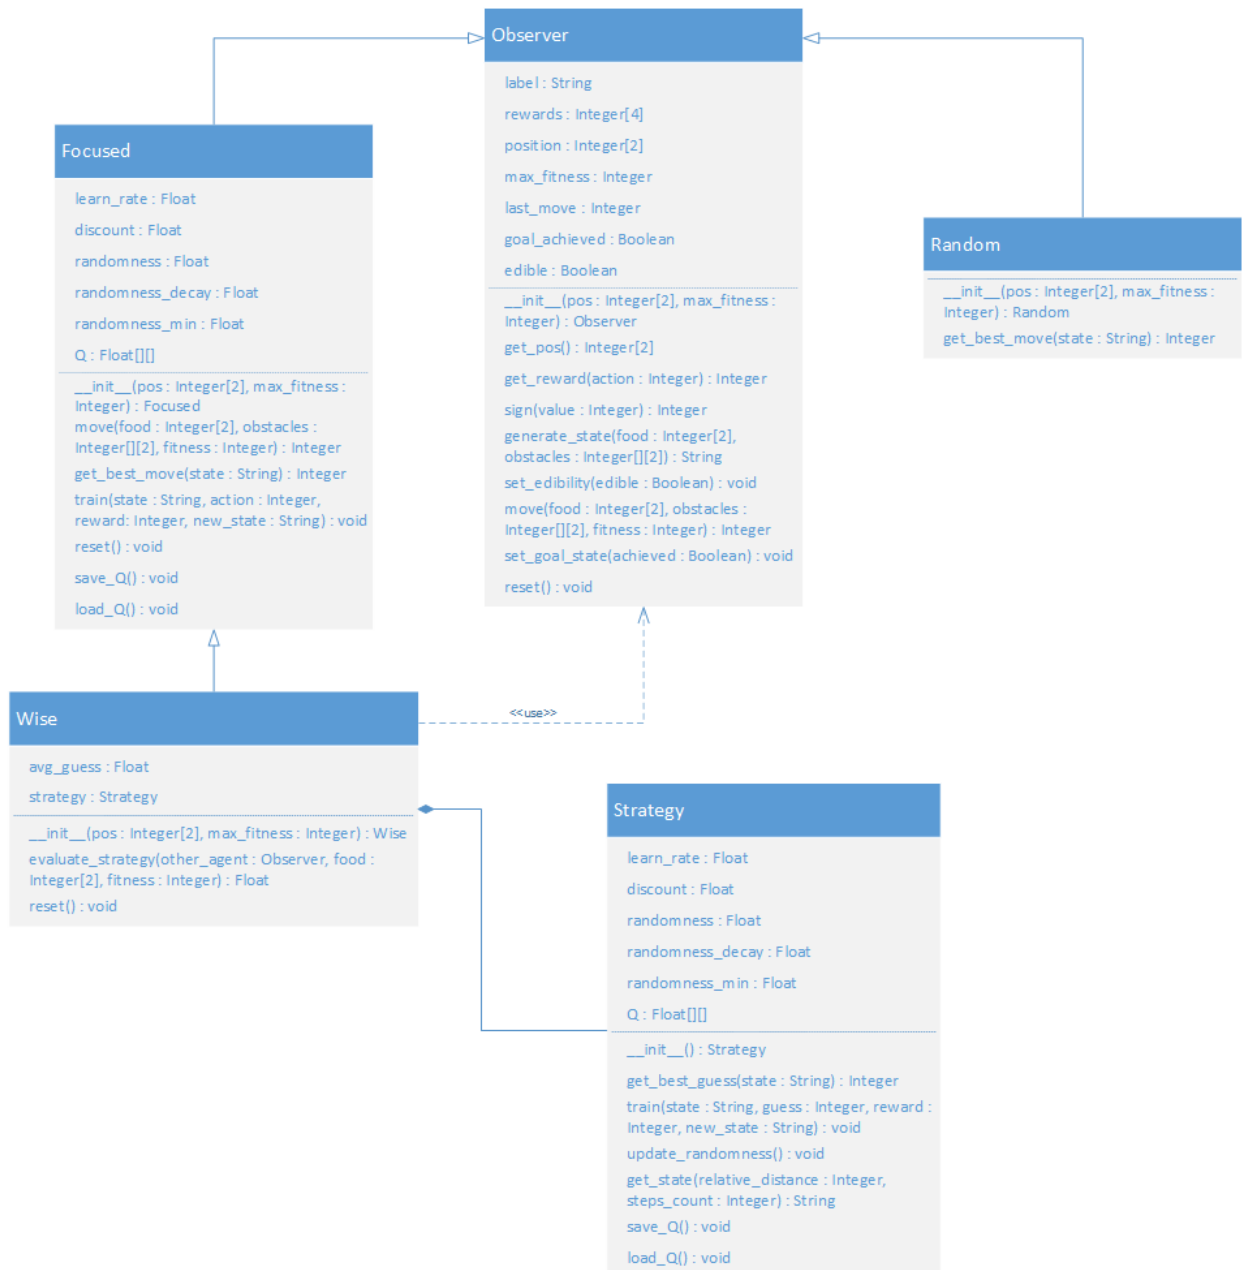 Observer
label : String
rewards : Integer[4]
position : Integer[2]
max_fitness : Integer
last_move : Integer
goal_achieved : Boolean
edible : Boolean
__init__(pos : Integer[2], max_fitness :
Integer) : Observer
get_pos() : Integer[2]
get_reward(action : Integer) : Integer
sign(value : Integer) : Integer
generate_state(food : Integer[2],
obstacles : Integer[][2]) : String
set_edibility(edible : Boolean) : void
move(food : Integer[2], obstacles :
Integer[][2], fitness : Integer) : Integer
set_goal_state(achieved : Boolean) : void
reset() : void
Focused
learn_rate : Float
discount : Float
randomness : Float
randomness_decay : Float
randomness_min : Float
Q : Float[][]
__init__(pos : Integer[2], max_fitness :
Integer) : Focused
move(food : Integer[2], obstacles :
Integer[][2], fitness : Integer) : Integer
get_best_move(state : String) : Integer
train(state : String, action : Integer,
reward: Integer, new_state : String) : void
reset() : void
save_Q() : void
load_Q() : void
Random
__init__(pos : Integer[2], max_fitness :
Integer) : Random
get_best_move(state : String) : Integer
Wise
avg_guess : Float
strategy : Strategy
__init__(pos : Integer[2], max_fitness : Integer) : Wise
evaluate_strategy(other_agent : Observer, food :
Integer[2], fitness : Integer) : Float
reset() : void
<<use>>
Strategy
learn_rate : Float
discount : Float
randomness : Float
randomness_decay : Float
randomness_min : Float
Q : Float[][]
__init__() : Strategy
get_best_guess(state : String) : Integer
train(state : String, guess : Integer, reward :
Integer, new_state : String) : void
update_randomness() : void
get_state(relative_distance : Integer,
steps_count : Integer) : String
save_Q() : void
load_Q() : void